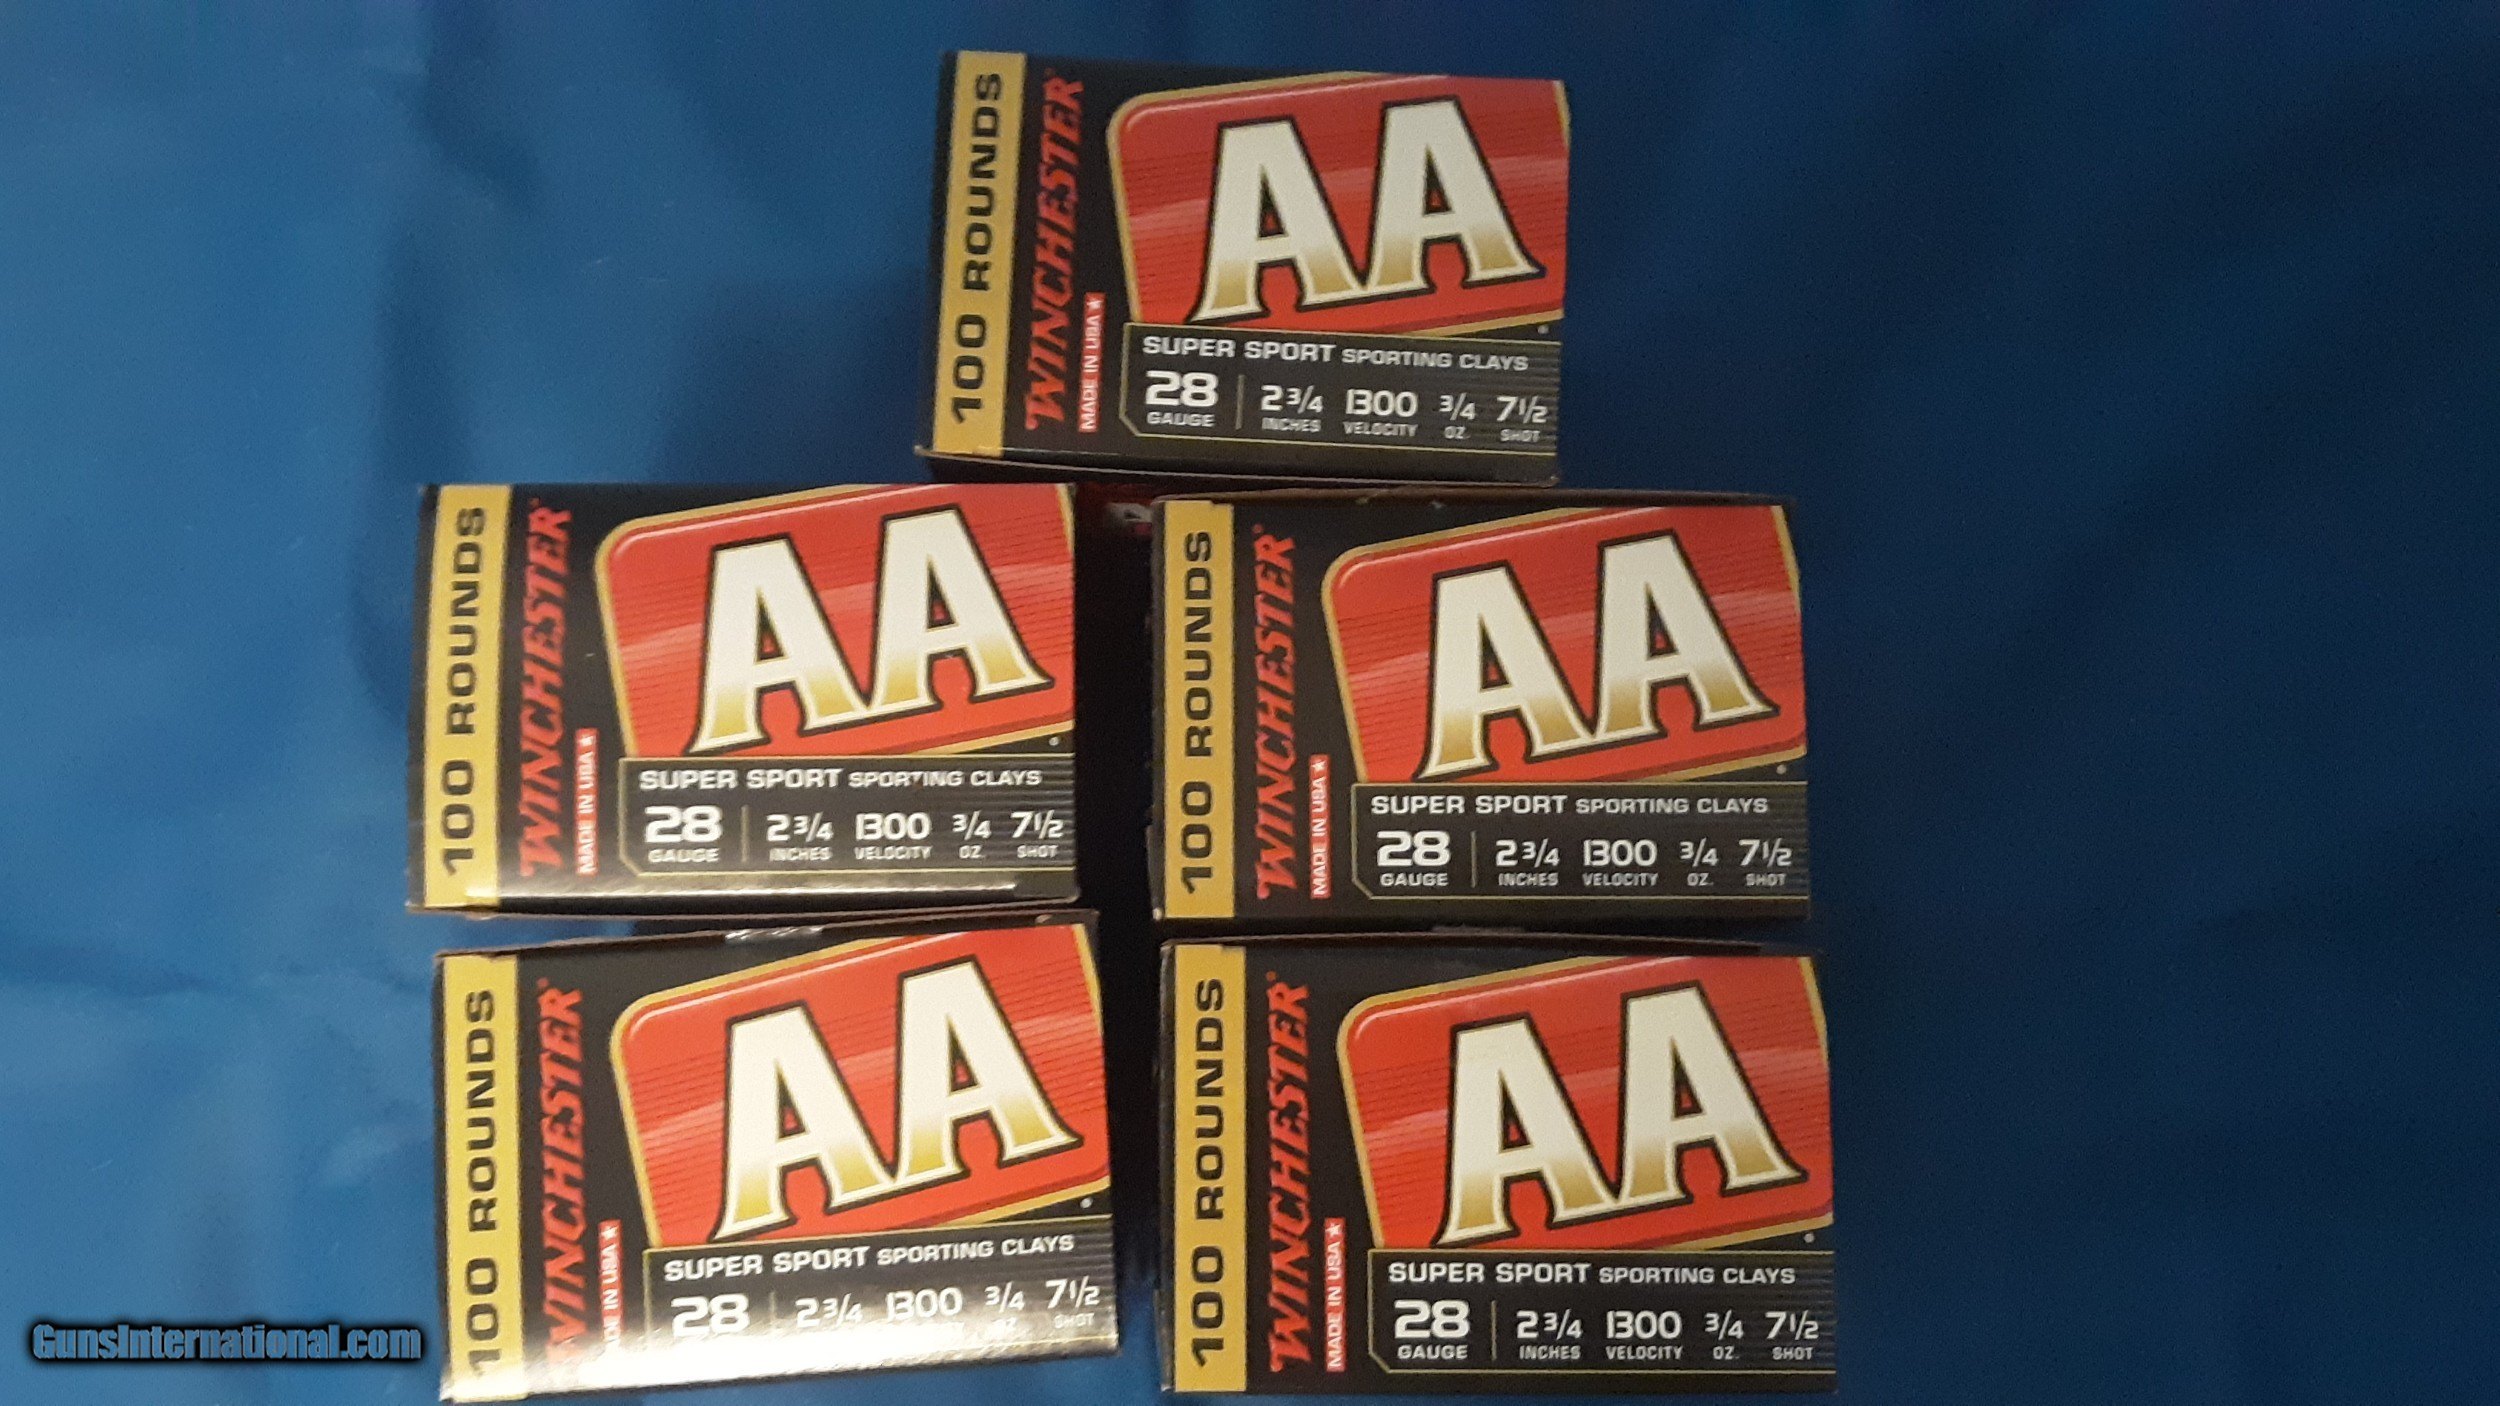 100 ROUNDS
WINCHESTER
MADE IN USA
AA
SUPER SPORT SPORTING CLAYS
28 2 3/4 1300 3/4 7 1/2
GAUGE INCHES VELOCITY OZ. SHOT
100 ROUNDS
WINCHESTER
MADE IN USA
AA
SUPER SPORT SPORTING CLAYS
28 2 3/4 1300 3/4 7 1/2
GAUGE INCHES VELOCITY OZ. SHOT
100 ROUNDS
WINCHESTER
MADE IN USA
AA
SUPER SPORT SPORTING CLAYS
28 2 3/4 1300 3/4 7 1/2
GAUGE INCHES VELOCITY OZ. SHOT
100 ROUNDS
WINCHESTER
IN USA
AA
SUPER SPORT SPORTING CLAYS
28 2 3/4 1300 3/4 7 1/2
SHOT
100 ROUNDS
WINCHESTER
MADE IN USA
AA
SUPER SPORT SPORTING CLAYS
28 2 3/4 1300 3/4 7 1/2
GAUGE INCHES VELOCITY OZ. SHOT
GunsInternational.com